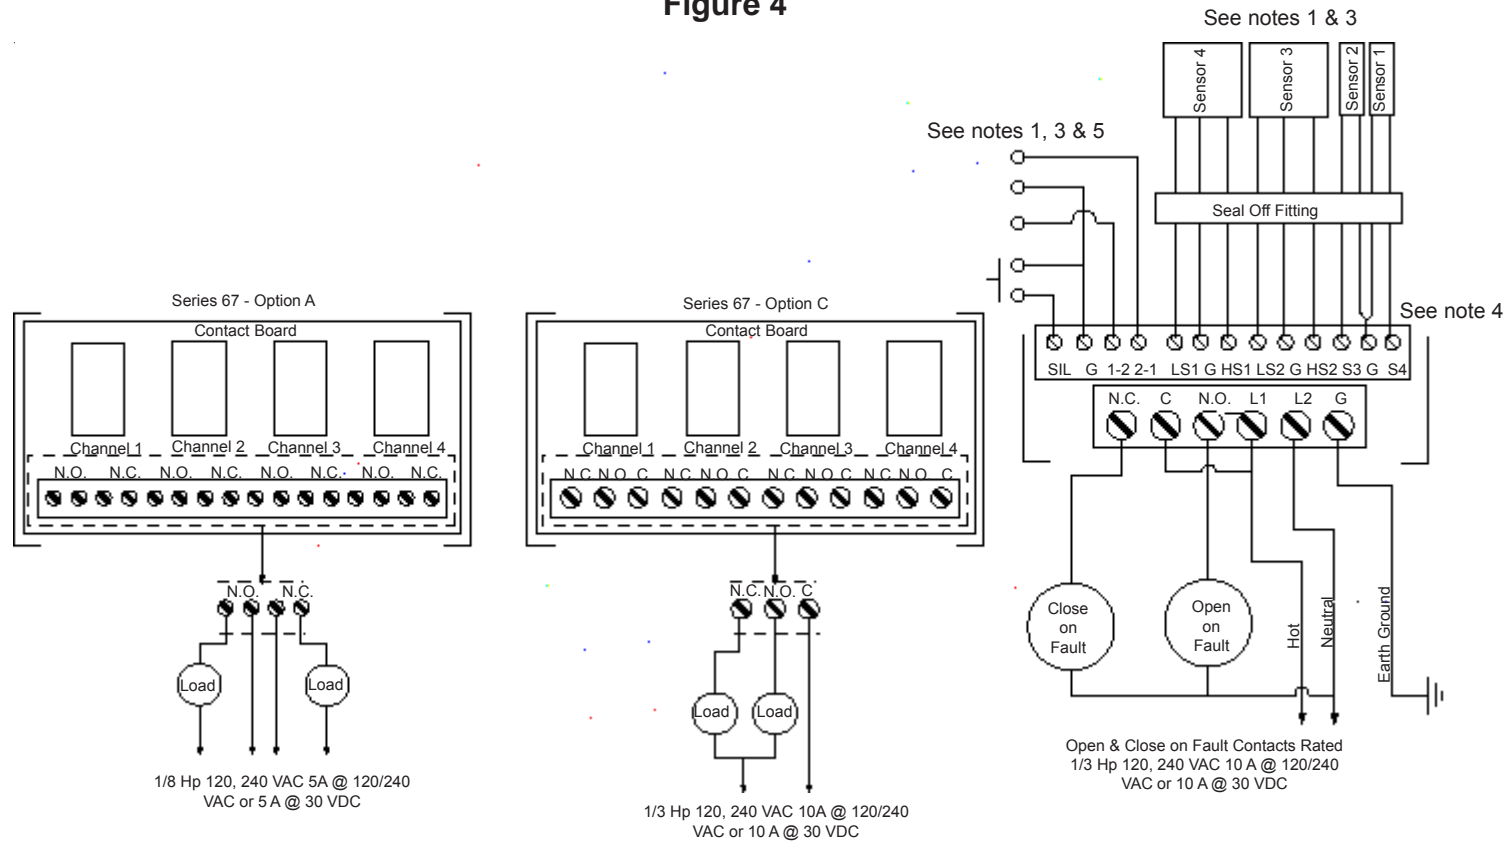 Figure 4
See notes 1 & 3
Sensor 4
Sensor 3
Sensor 2
Sensor 1
See notes 1, 3 & 5
Seal Off Fitting
See note 4
SIL G 1-2 2-1 LS1 G HS1 LS2 G HS2 S3 G S4
N.C. C N.O. L1 L2 G
Close
on
Fault
Open
on
Fault
Hot
Neutral
Earth Ground
Open & Close on Fault Contacts Rated
1/3 Hp 120, 240 VAC 10 A @ 120/240
VAC or 10 A @ 30 VDC
Series 67 - Option A
Contact Board
Channel 1 Channel 2 Channel 3 Channel 4
N.O. N.C. N.O. N.C. N.O. N.C. N.O. N.C.
N.O. N.C.
Load Load
1/8 Hp 120, 240 VAC 5A @ 120/240
VAC or 5 A @ 30 VDC
Series 67 - Option C
Contact Board
Channel 1 Channel 2 Channel 3 Channel 4
N.C. N.O. C N.C. N.O. C N.C. N.O. C N.C. N.O. C
N.C. N.O. C
Load Load
1/3 Hp 120, 240 VAC 10A @ 120/240
VAC or 10 A @ 30 VDC